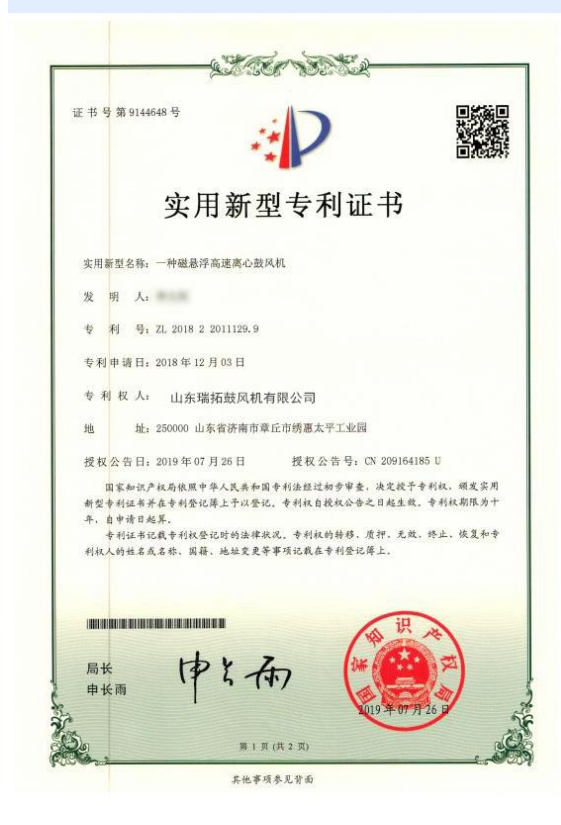 证书号第9144648号
实用新型专利证书
实用新型名称：一种磁悬浮高速离心鼓风机
发明人：
专利号：ZL 2018 2 2011129.9
专利申请日：2018年12月03日
专利权人：山东瑞拓鼓风机有限公司
地址：250000 山东省济南市章丘市绣惠太平工业园
授权公告日：2019年07月26日 授权公告号：CN 209164185 U
国家知识产权局依照中华人民共和国专利法经过初步审查，决定授予专利权，颁发实用
新型专利证书并在专利登记簿上予以登记。专利权自授权公告之日起生效。专利权期限为十
年，自申请日起算。
专利证书记载专利权登记时的法律状况。专利权的转移、质押、无效、终止、恢复和专
利权人的姓名或名称、国籍、地址变更等事项记载在专利登记簿上。
局长
申长雨
申长雨
国家知识产权局
2019年07月26日
第 1 页 (共 2 页)
其他事项参见背面